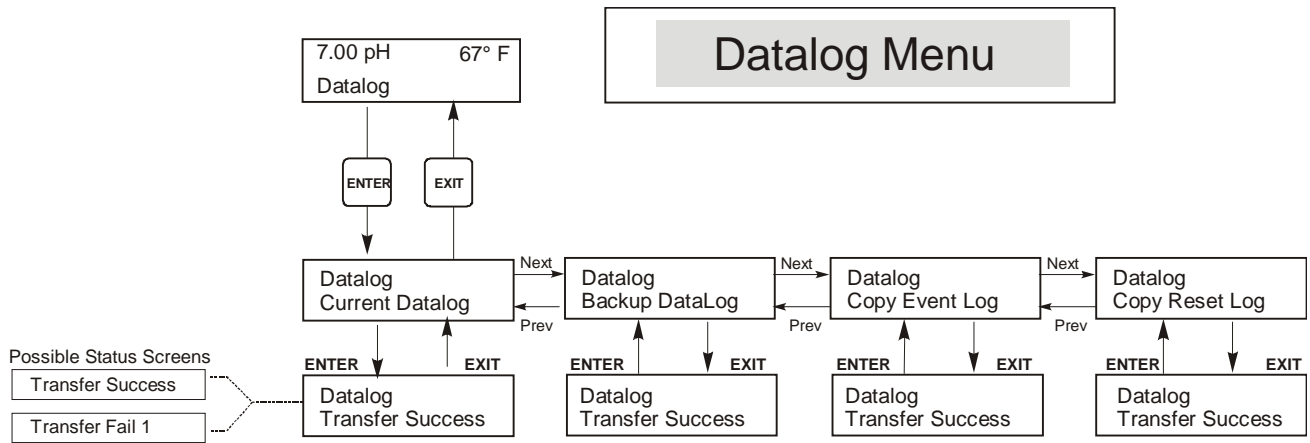 Datalog Menu
7.00 pH 67° F
Datalog
ENTER EXIT
Datalog
Current Datalog
Next
Prev
Datalog
Backup DataLog
Next
Prev
Datalog
Copy Event Log
Next
Prev
Datalog
Copy Reset Log
Possible Status Screens
Transfer Success
Transfer Fail 1
ENTER EXIT
Datalog
Transfer Success
ENTER EXIT
Datalog
Transfer Success
ENTER EXIT
Datalog
Transfer Success
ENTER EXIT
Datalog
Transfer Success